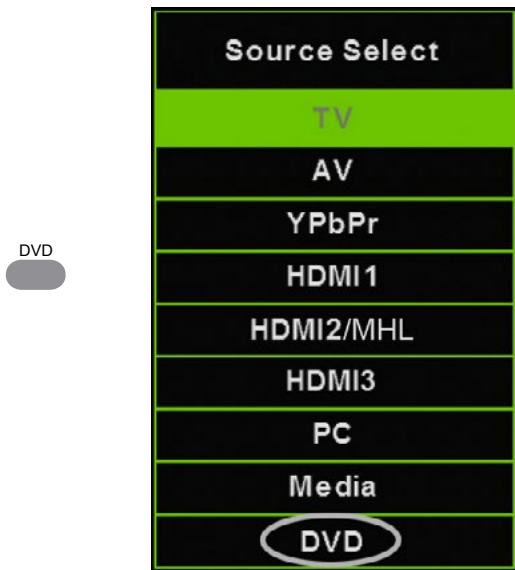 DVD
Source Select
TV
AV
YPbPr
HDMI1
HDMI2/MHL
HDMI3
PC
Media
DVD